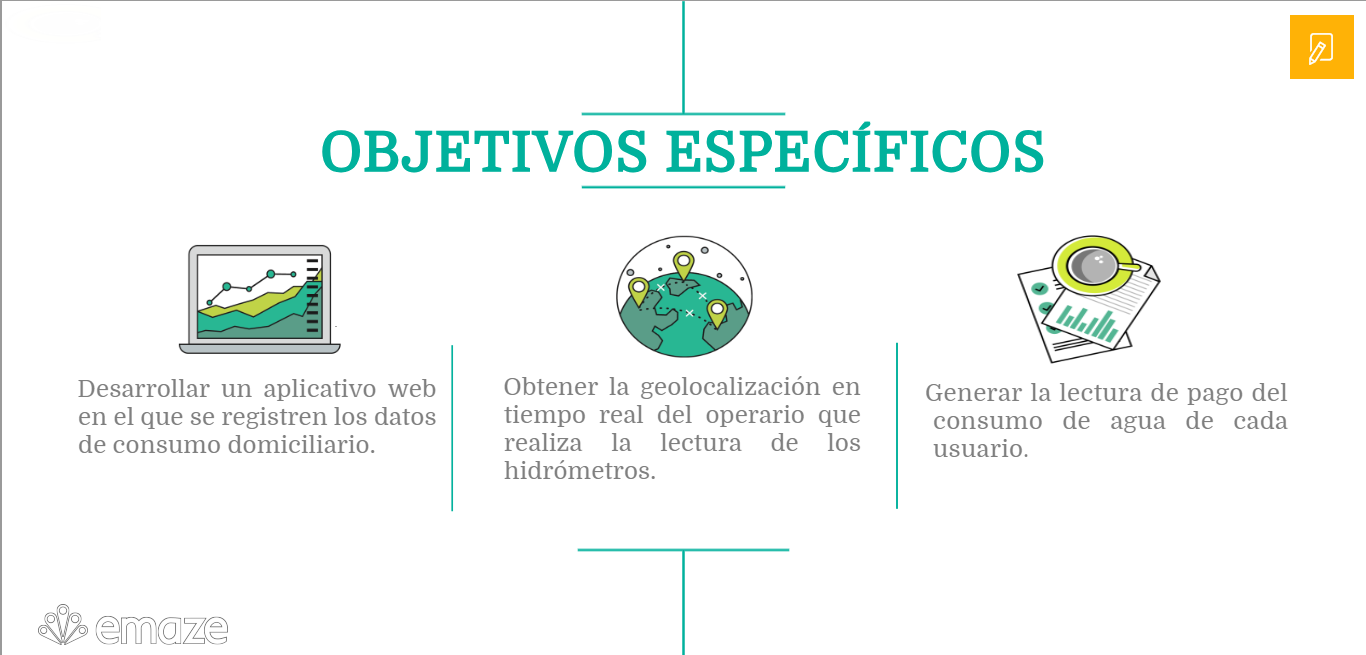 OBJETIVOS ESPECÍFICOS
Desarrollar un aplicativo web
en el que se registren los datos
de consumo domiciliario.
Obtener la geolocalización en
tiempo real del operario que
realiza la lectura de los
hidrómetros.
Generar la lectura de pago del
consumo de agua de cada
usuario.
emaze